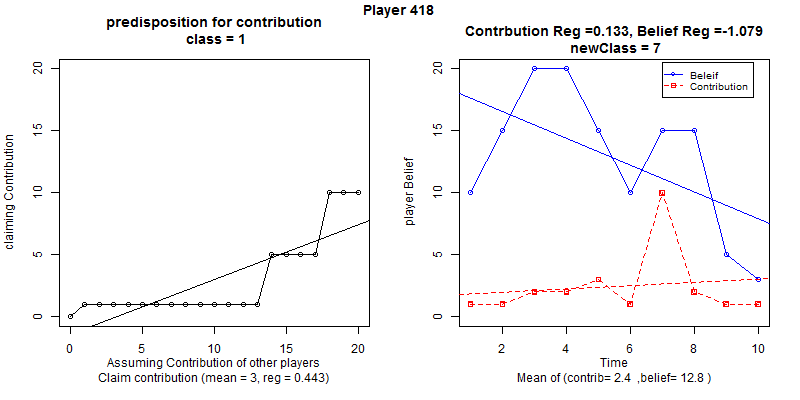 Player 418
predisposition for contribution
class = 1
claiming Contribution
0
5
10
15
20
0
5
10
15
20
Assuming Contribution of other players
Claim contribution (mean = 3, reg = 0.443)
Contrbution Reg =0.133, Belief Reg =-1.079
newClass = 7
Beleif
Contribution
player Belief
0
5
10
15
20
2
4
6
8
10
Time
Mean of (contrib= 2.4 ,belief= 12.8 )